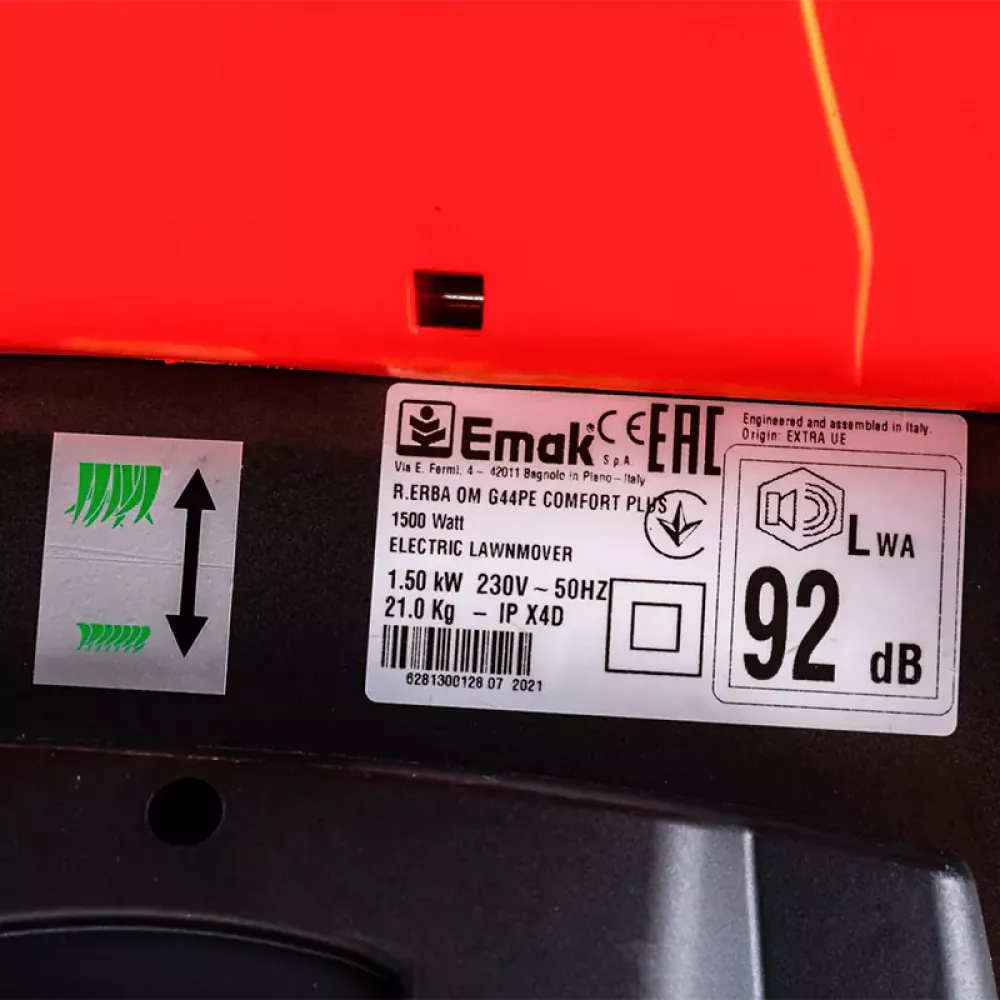 Emak S.p.A. CE EAC
Via E. Fermi, 4 - 42011 Bagnolo in Piano - Italy
R.ERBA OM G44PE COMFORT PLUS
1500 Watt
ELECTRIC LAWNMOVER
1.50 kW 230V ~ 50HZ
21.0 Kg - IP X4D
6281300128 07 2021
Engineered and assembled in Italy.
Origin: EXTRA UE
LWA
92 dB